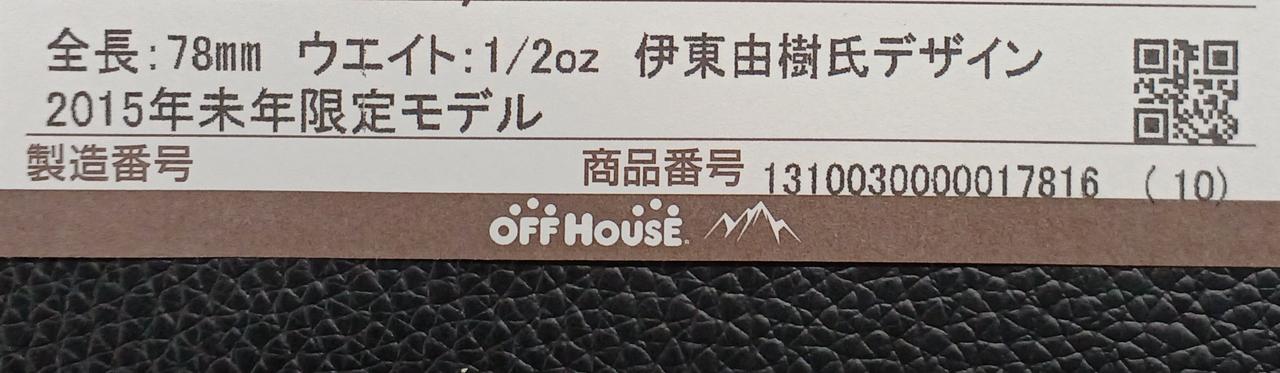 全長:78mm ウエイト:1/2oz 伊東由樹氏デザイン
2015年未年限定モデル
製造番号 商品番号 1310030000017816 (10)
OFF HOUSE